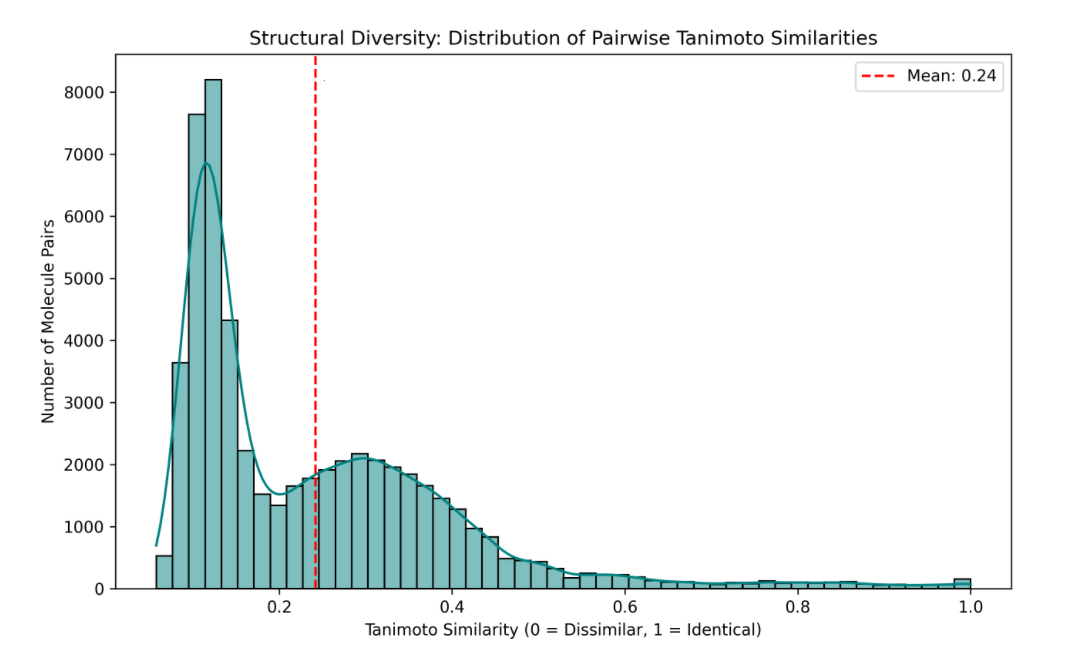 Structural Diversity: Distribution of Pairwise Tanimoto Similarities
Mean: 0.24
Number of Molecule Pairs
8000
7000
6000
5000
4000
3000
2000
1000
0
0.2 0.4 0.6 0.8 1.0
Tanimoto Similarity (0 = Dissimilar, 1 = Identical)